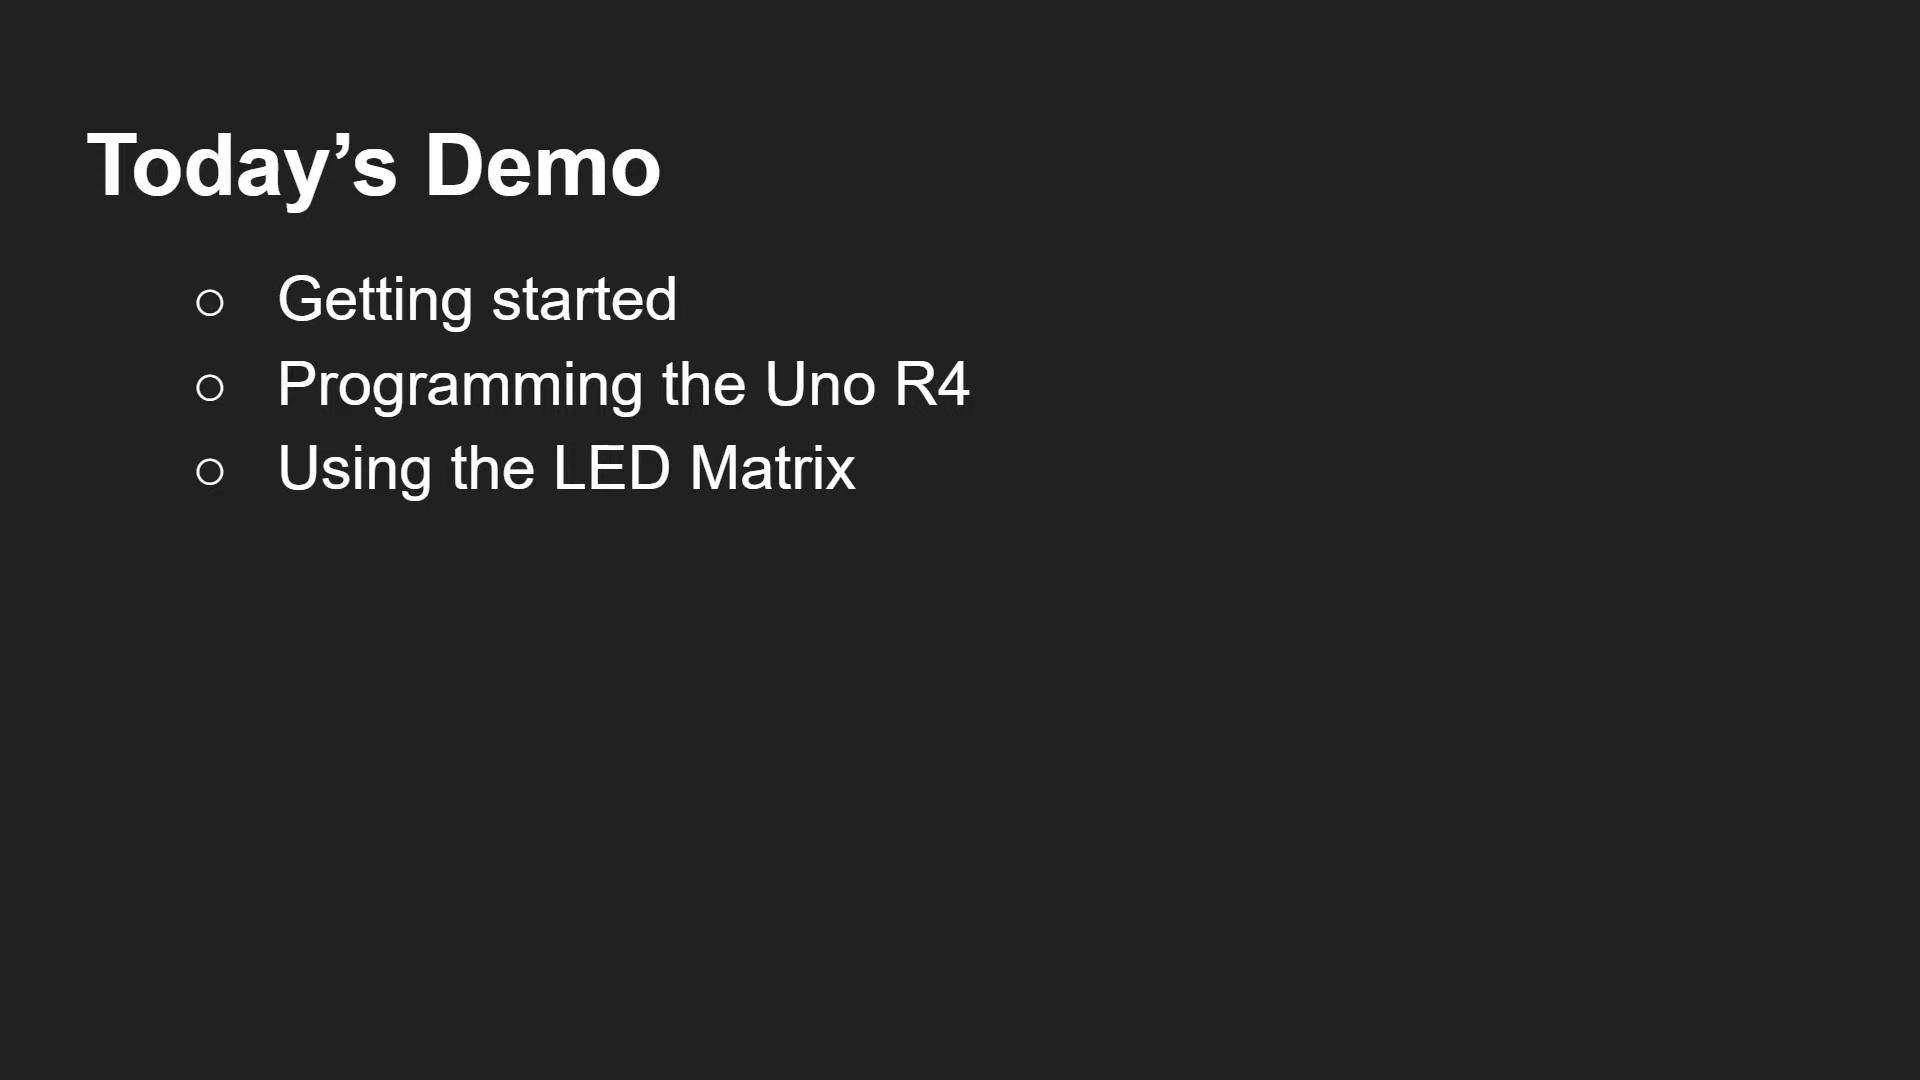 Today’s Demo
○ Getting started
○ Programming the Uno R4
○ Using the LED Matrix